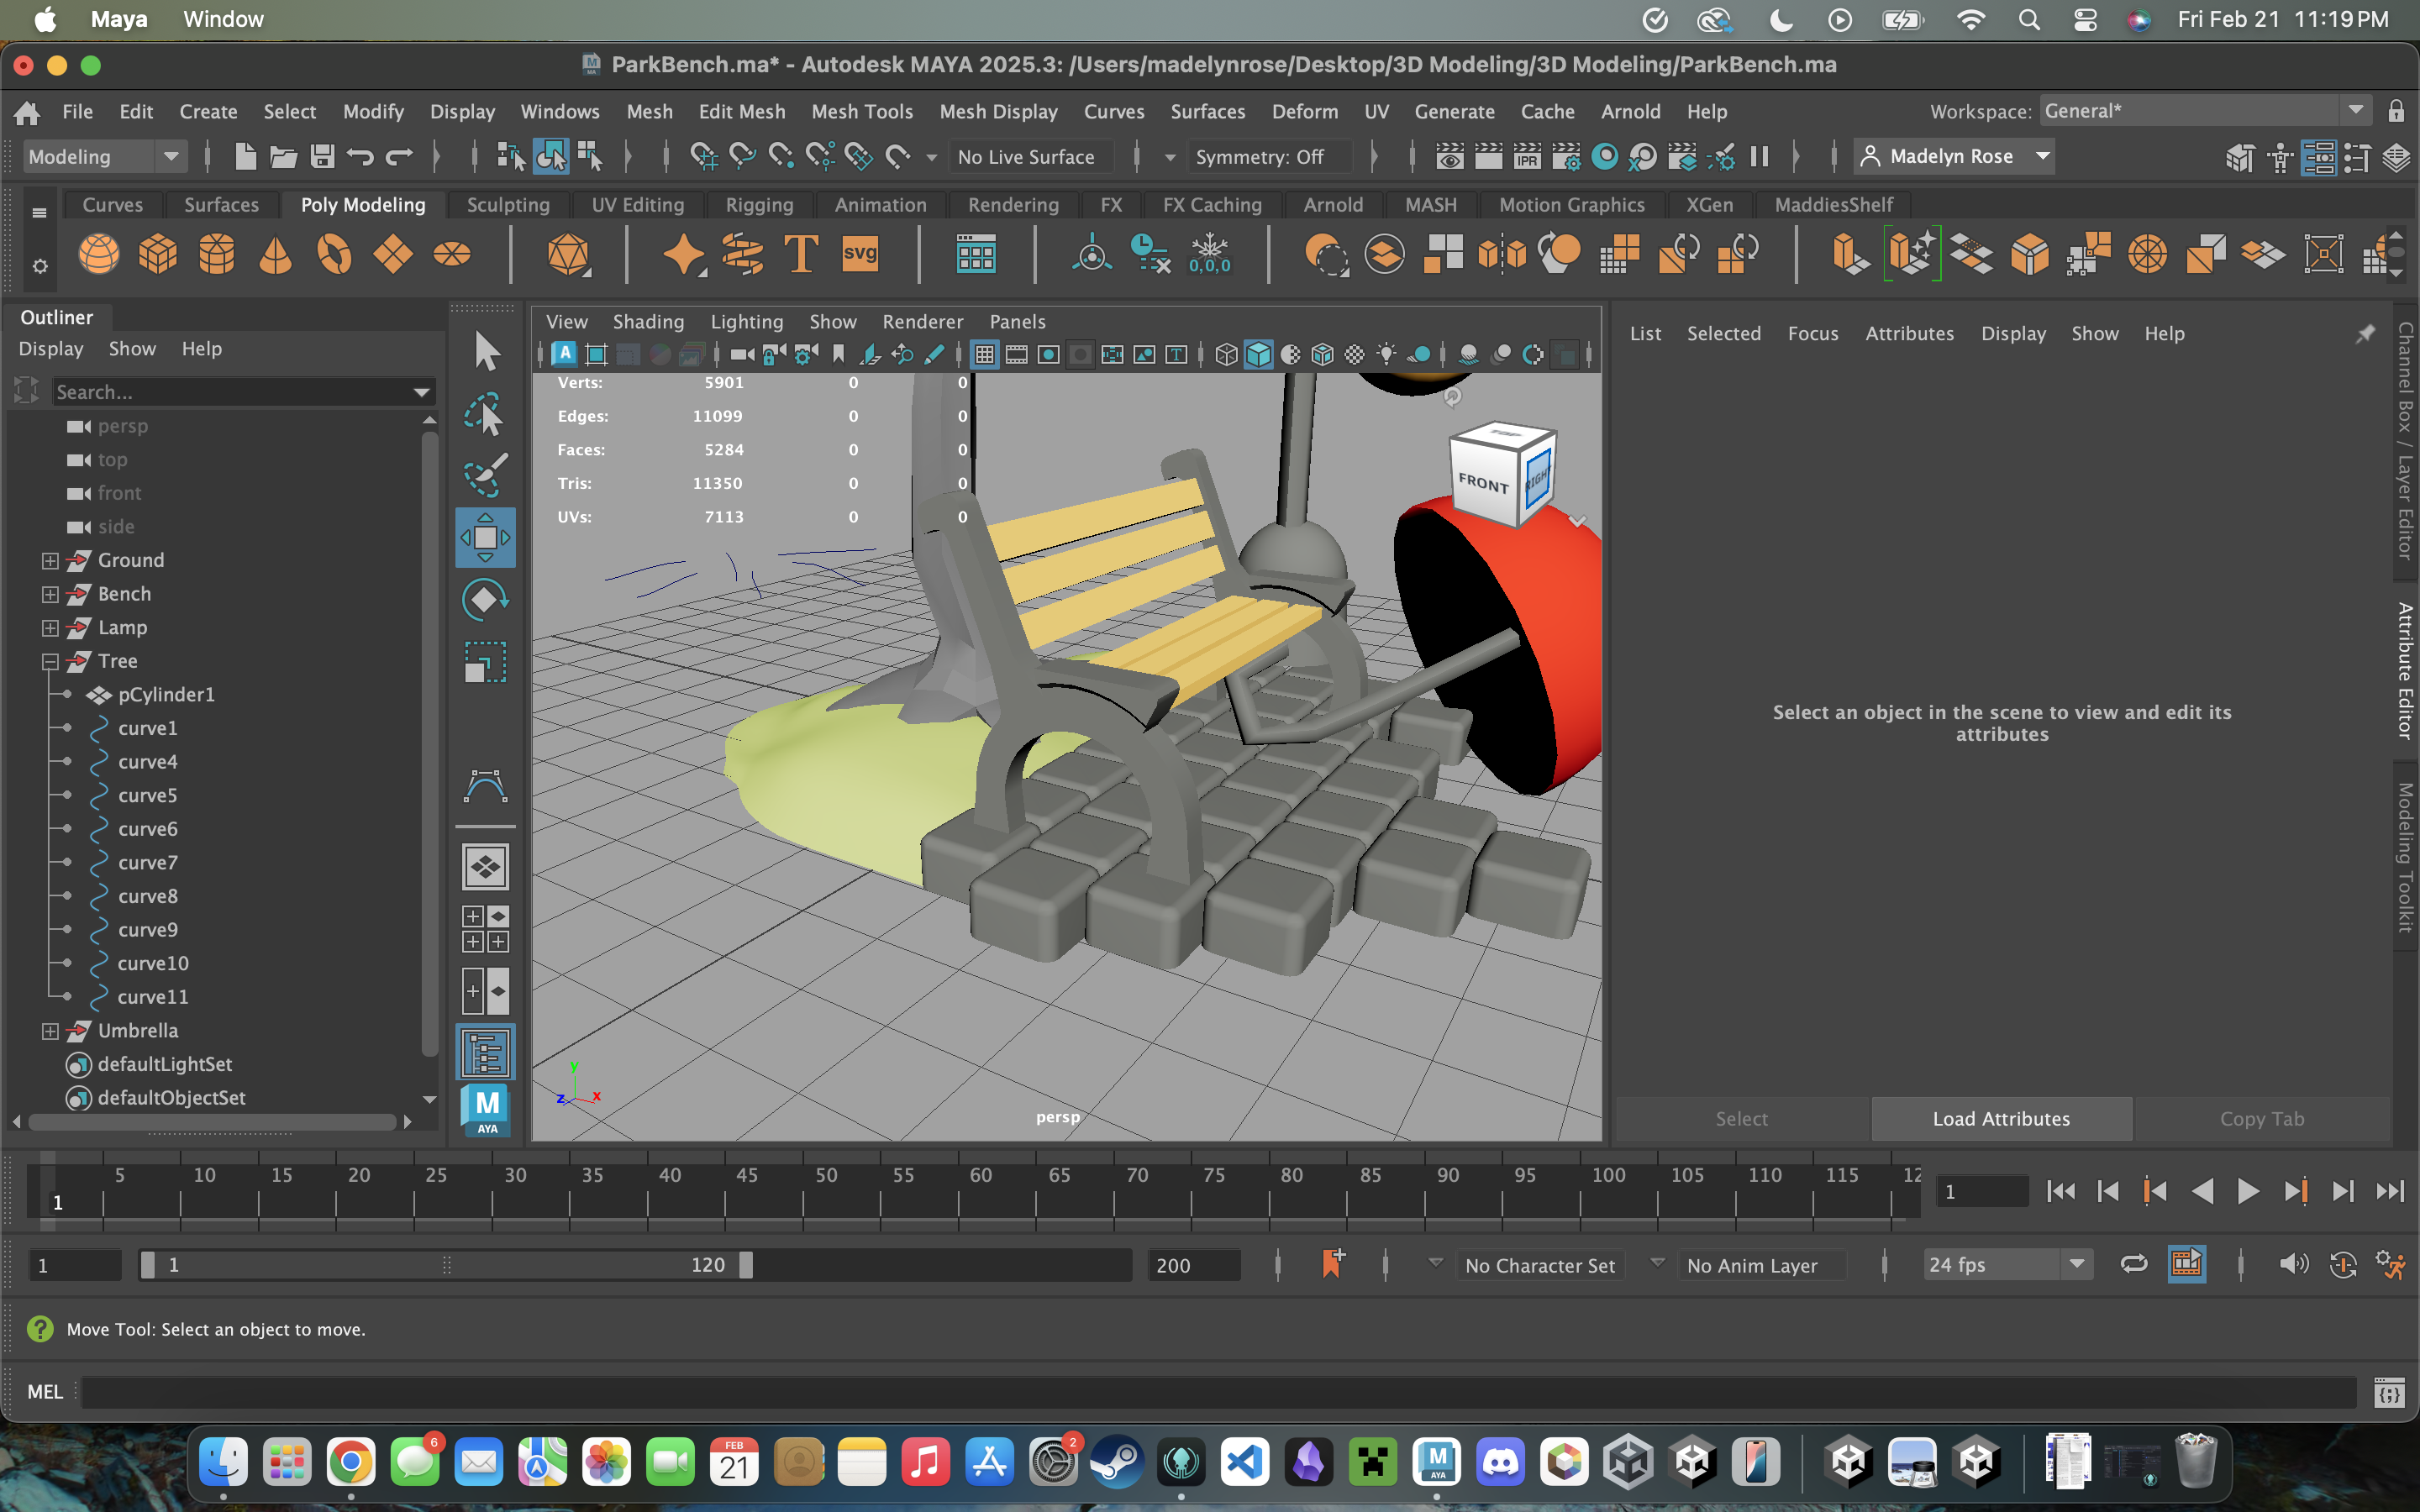 Maya Window Fri Feb 21 11:19 PM
ParkBench.ma* - Autodesk MAYA 2025.3: /Users/madelynrose/Desktop/3D Modeling/3D Modeling/ParkBench.ma
File Edit Create Select Modify Display Windows Mesh Edit Mesh Mesh Tools Mesh Display Curves Surfaces Deform UV Generate Cache Arnold Help Workspace: General*
Modeling No Live Surface Symmetry: Off IPR Madelyn Rose
Curves Surfaces Poly Modeling Sculpting UV Editing Rigging Animation Rendering FX FX Caching Arnold MASH Motion Graphics XGen MaddiesShelf
T svg 0,0,0
Outliner
Display Show Help
Search...
persp
top
front
side
Ground
Bench
Lamp
Tree
pCylinder1
curve1
curve4
curve5
curve6
curve7
curve8
curve9
curve10
curve11
Umbrella
defaultLightSet
defaultObjectSet
M
AYA
View Shading Lighting Show Renderer Panels
A T
Verts: 5901 0 0
Edges: 11099 0 0
Faces: 5284 0 0
Tris: 11350 0 0
UVs: 7113 0 0
TOP
FRONT RIGHT
y
z x
persp
List Selected Focus Attributes Display Show Help
Select an object in the scene to view and edit its
attributes
Select Load Attributes Copy Tab
Channel Box / Layer Editor
Attribute Editor
Modeling Toolkit
5 10 15 20 25 30 35 40 45 50 55 60 65 70 75 80 85 90 95 100 105 110 115 12
1 1
1 1 120 200 No Character Set No Anim Layer 24 fps
Move Tool: Select an object to move.
MEL
6 FEB 21 2 M AYA